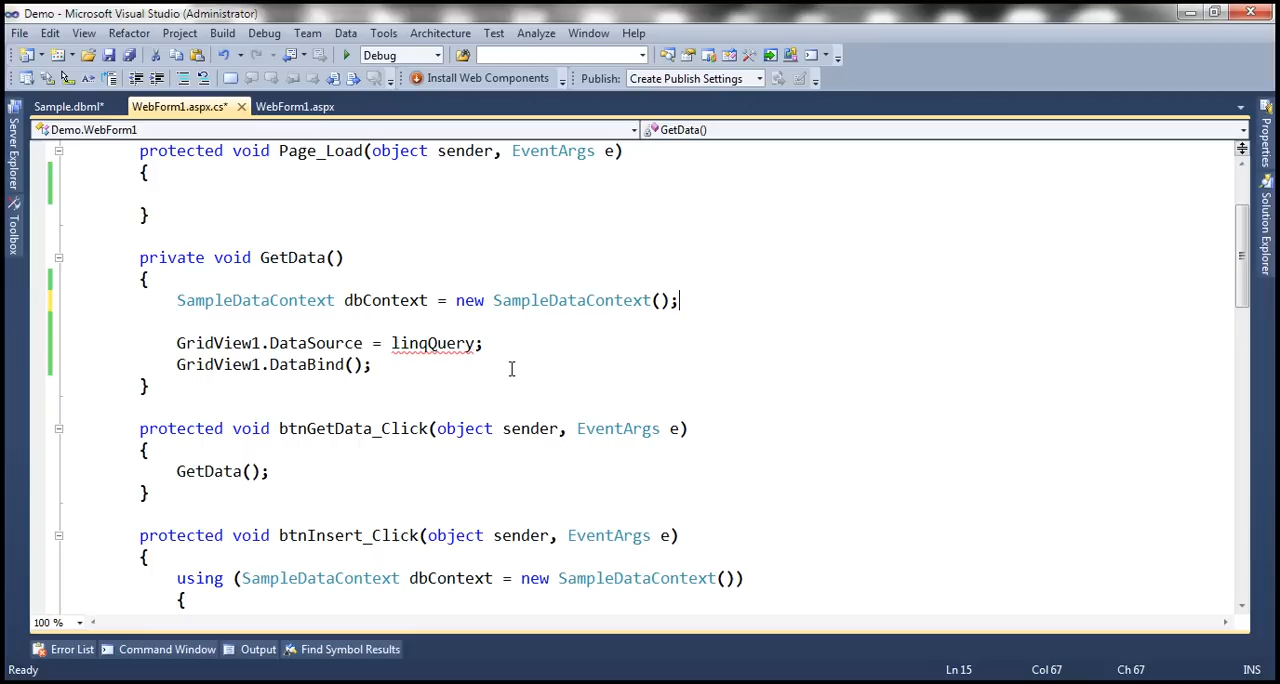 Demo - Microsoft Visual Studio (Administrator)
File Edit View Refactor Project Build Debug Team Data Tools Architecture Test Analyze Window Help
Debug
Install Web Components Publish: Create Publish Settings
Sample.dbml* WebForm1.aspx.cs* WebForm1.aspx
Demo.WebForm1 GetData()
Server Explorer
Toolbox
Properties
Solution Explorer
protected void Page_Load(object sender, EventArgs e)
{
}
private void GetData()
{
SampleDataContext dbContext = new SampleDataContext();
GridView1.DataSource = linqQuery;
GridView1.DataBind();
}
protected void btnGetData_Click(object sender, EventArgs e)
{
GetData();
}
protected void btnInsert_Click(object sender, EventArgs e)
{
using (SampleDataContext dbContext = new SampleDataContext())
{
100 %
Error List Command Window Output Find Symbol Results
Ready Ln 15 Col 67 Ch 67 INS